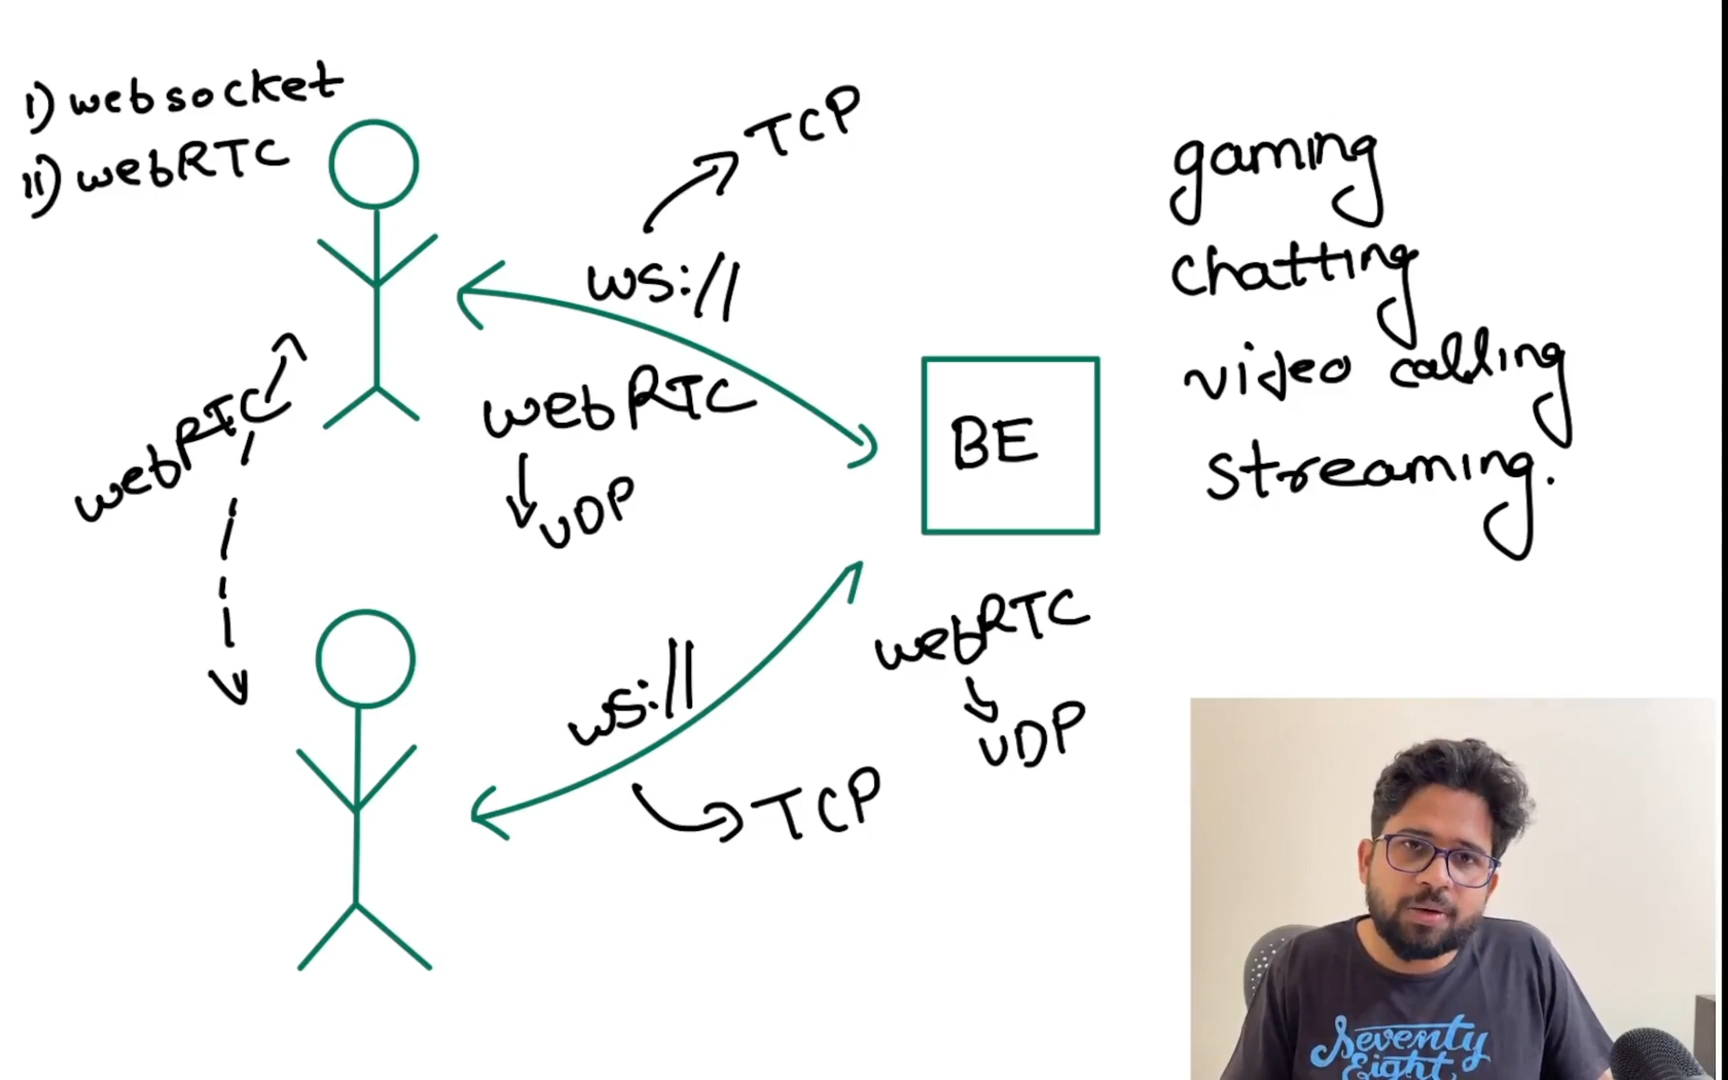 I) websocket
II) webRTC
TCP
ws://
webRTC
webRTC
UDP
BE
gaming
chatting
video calling
streaming.
ws://
TCP
webRTC
UDP
Seventy
Eight